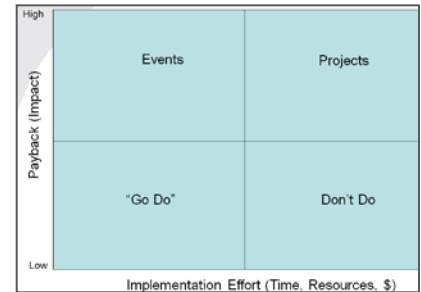 High
Payback (Impact)
Events
Projects
“Go Do”
Don't Do
Low
Implementation Effort (Time, Resources, $)